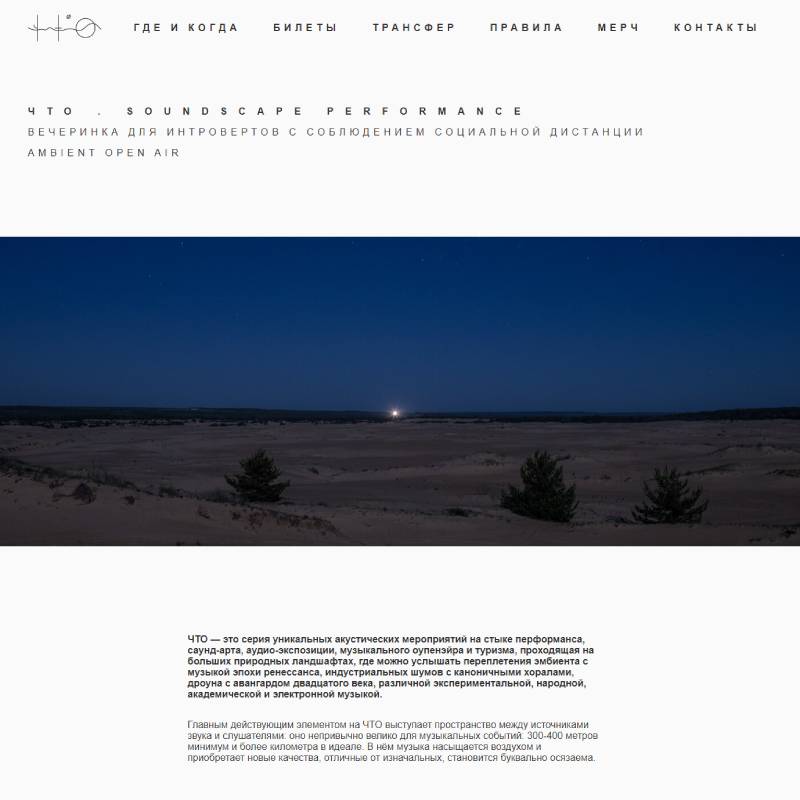 ГДЕ И КОГДА БИЛЕТЫ ТРАНСФЕР ПРАВИЛА МЕРЧ КОНТАКТЫ
ЧТО . SOUNDSCAPE PERFORMANCE
ВЕЧЕРИНКА ДЛЯ ИНТРОВЕРТОВ С СОБЛЮДЕНИЕМ СОЦИАЛЬНОЙ ДИСТАНЦИИ
AMBIENT OPEN AIR
ЧТО — это серия уникальных акустических мероприятий на стыке перформанса,
саунд-арта, аудио-экспозиции, музыкального оупенэйра и туризма, проходящая на
больших природных ландшафтах, где можно услышать переплетения эмбиента с
музыкой эпохи ренессанса, индустриальных шумов с каноничными хоралами,
дроуна с авангардом двадцатого века, различной экспериментальной, народной,
академической и электронной музыкой.
Главным действующим элементом на ЧТО выступает пространство между источниками
звука и слушателями: оно непривычно велико для музыкальных событий: 300-400 метров
минимум и более километра в идеале. В нём музыка насыщается воздухом и
приобретает новые качества, отличные от изначальных, становится буквально осязаема.